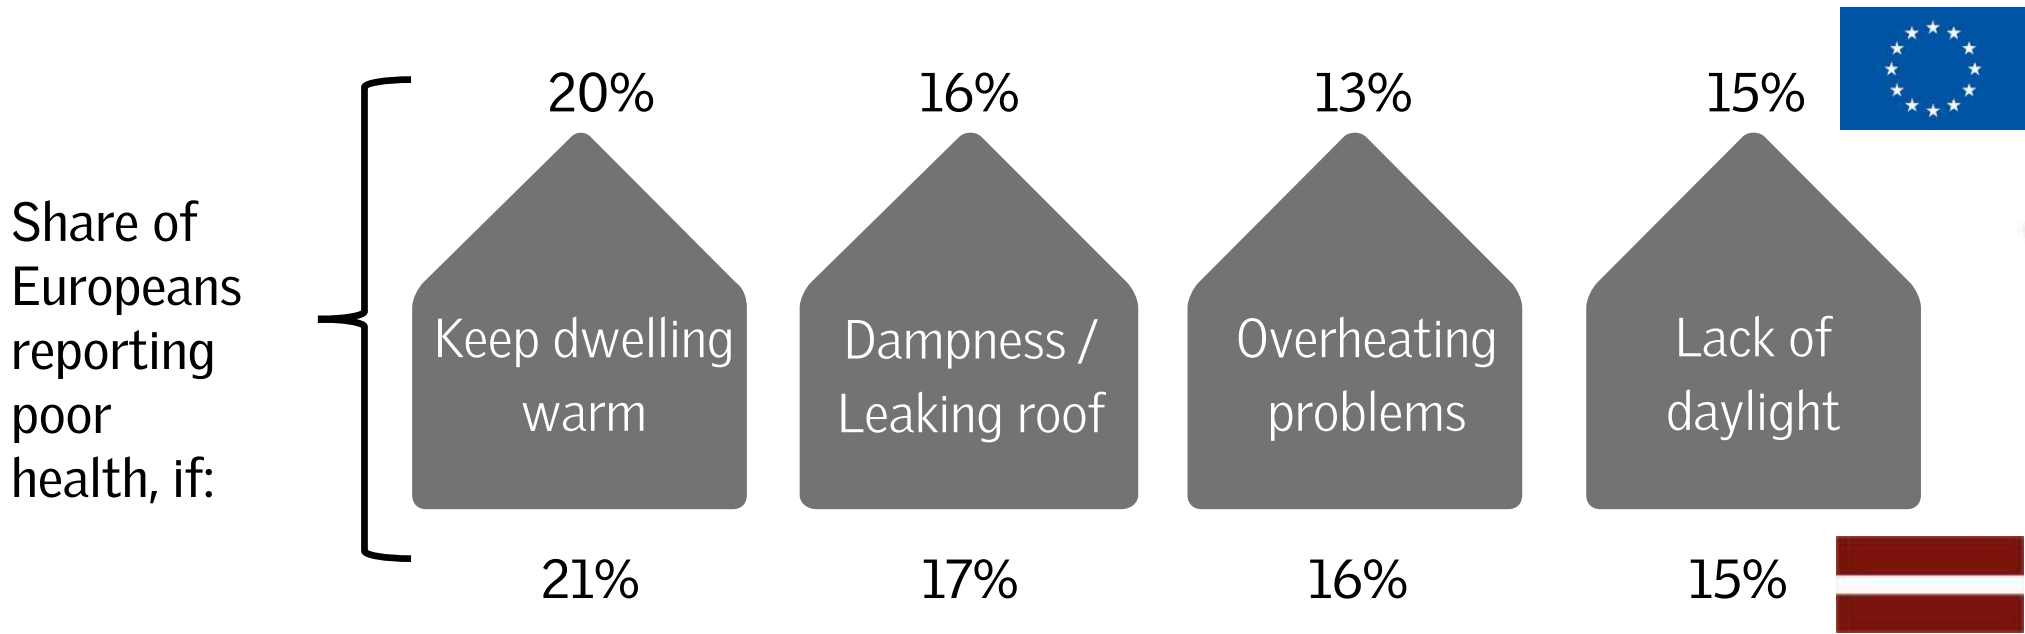 20%
16%
13%
15%
Share of
Europeans
reporting
poor
health, if:
Keep dwelling
warm
Dampness /
Leaking roof
Overheating
problems
Lack of
daylight
21%
17%
16%
15%